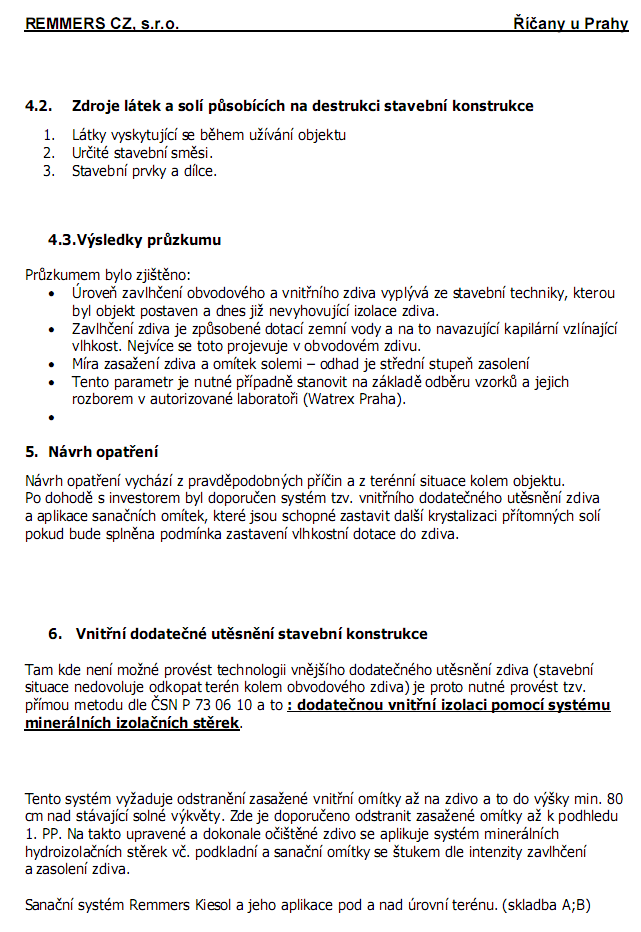 REMMERS CZ, s.r.o. Říčany u Prahy
4.2. Zdroje látek a solí působících na destrukci stavební konstrukce
1. Látky vyskytující se během užívání objektu
2. Určité stavební směsi.
3. Stavební prvky a dílce.
4.3.Výsledky průzkumu
Průzkumem bylo zjištěno:
• Úroveň zavlhčení obvodového a vnitřního zdiva vyplývá ze stavební techniky, kterou
byl objekt postaven a dnes již nevyhovující izolace zdiva.
• Zavlhčení zdiva je způsobené dotací zemní vody a na to navazující kapilární vzlínající
vlhkost. Nejvíce se toto projevuje v obvodovém zdivu.
• Míra zasažení zdiva a omítek solemi – odhad je střední stupeň zasolení
• Tento parametr je nutné případně stanovit na základě odběru vzorků a jejich
rozborem v autorizované laboratoři (Watrex Praha).
•
5. Návrh opatření
Návrh opatření vychází z pravděpodobných příčin a z terénní situace kolem objektu.
Po dohodě s investorem byl doporučen systém tzv. vnitřního dodatečného utěsnění zdiva
a aplikace sanačních omítek, které jsou schopné zastavit další krystalizaci přítomných solí
pokud bude splněna podmínka zastavení vlhkostní dotace do zdiva.
6. Vnitřní dodatečné utěsnění stavební konstrukce
Tam kde není možné provést technologii vnějšího dodatečného utěsnění zdiva (stavební
situace nedovoluje odkopat terén kolem obvodového zdiva) je proto nutné provést tzv.
přímou metodu dle ČSN P 73 06 10 a to : dodatečnou vnitřní izolaci pomocí systému
minerálních izolačních stěrek.
Tento systém vyžaduje odstranění zasažené vnitřní omítky až na zdivo a to do výšky min. 80
cm nad stávající solné výkvěty. Zde je doporučeno odstranit zasažené omítky až k podhledu
1. PP. Na takto upravené a dokonale očištěné zdivo se aplikuje systém minerálních
hydroizolačních stěrek vč. podkladní a sanační omítky se štukem dle intenzity zavlhčení
a zasolení zdiva.
Sanační systém Remmers Kiesol a jeho aplikace pod a nad úrovní terénu. (skladba A;B)